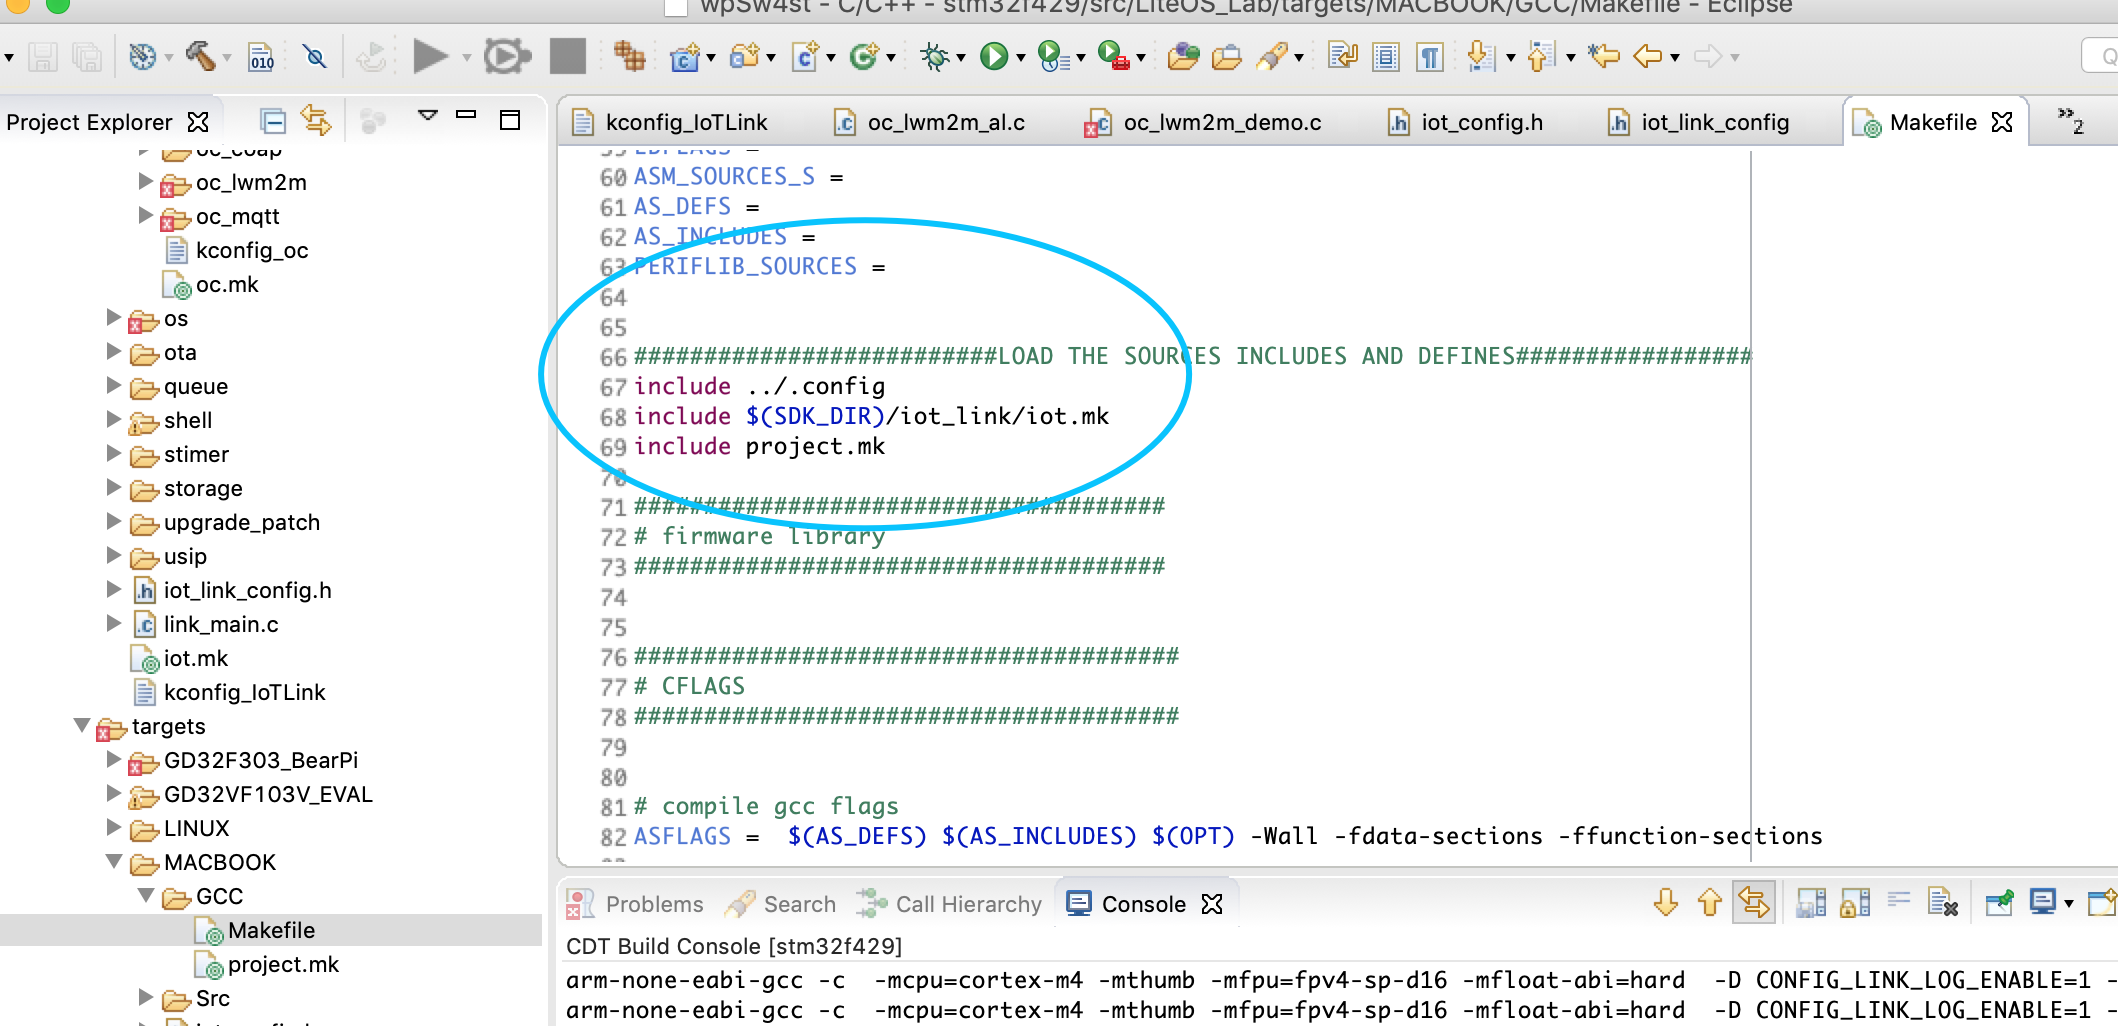 wpSw4st - C/C++ - stm32f429/src/LiteOS_Lab/targets/MACBOOK/GCC/Makefile - Eclipse
010
Project Explorer
kconfig_IoTLink
oc_lwm2m_al.c
oc_lwm2m_demo.c
iot_config.h
iot_link_config
Makefile
»2
oc_coap
oc_lwm2m
oc_mqtt
kconfig_oc
oc.mk
os
ota
queue
shell
stimer
storage
upgrade_patch
usip
iot_link_config.h
link_main.c
iot.mk
kconfig_IoTLink
targets
GD32F303_BearPi
GD32VF103V_EVAL
LINUX
MACBOOK
GCC
Makefile
project.mk
Src
59 LDFLAGS =
60 ASM_SOURCES_S =
61 AS_DEFS =
62 AS_INCLUDES =
63 PERIFLIB_SOURCES =
64
65
66 ##########################LOAD THE SOURCES INCLUDES AND DEFINES#################
67 include ../.config
68 include $(SDK_DIR)/iot_link/iot.mk
69 include project.mk
70
71 ######################################
72 # firmware library
73 ######################################
74
75
76 #######################################
77 # CFLAGS
78 #######################################
79
80
81 # compile gcc flags
82 ASFLAGS =  $(AS_DEFS) $(AS_INCLUDES) $(OPT) -Wall -fdata-sections -ffunction-sections
Problems
Search
Call Hierarchy
Console
CDT Build Console [stm32f429]
arm-none-eabi-gcc -c  -mcpu=cortex-m4 -mthumb -mfpu=fpv4-sp-d16 -mfloat-abi=hard  -D CONFIG_LINK_LOG_ENABLE=1 -
arm-none-eabi-gcc -c  -mcpu=cortex-m4 -mthumb -mfpu=fpv4-sp-d16 -mfloat-abi=hard  -D CONFIG_LINK_LOG_ENABLE=1 -